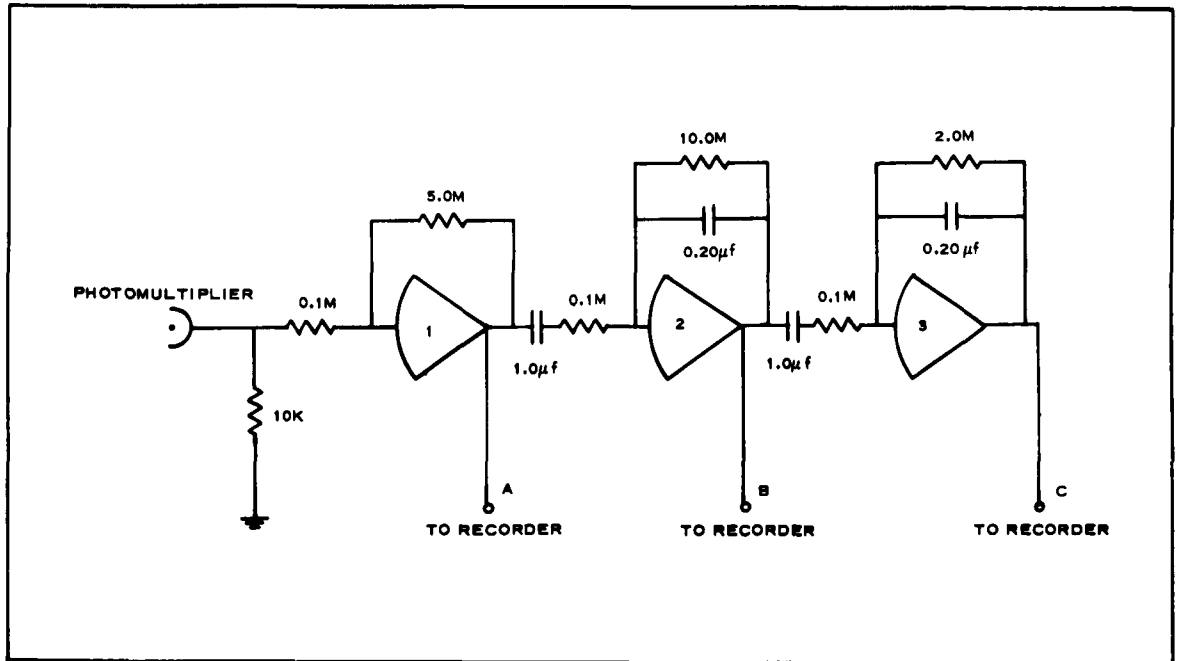 10.0M
2.0M
5.0M
0.20μf
0.20μf
PHOTOMULTIPLIER
0.1M
0.1M
0.1M
1
2
3
1.0μf
1.0μf
10K
A
B
C
TO RECORDER
TO RECORDER
TO RECORDER